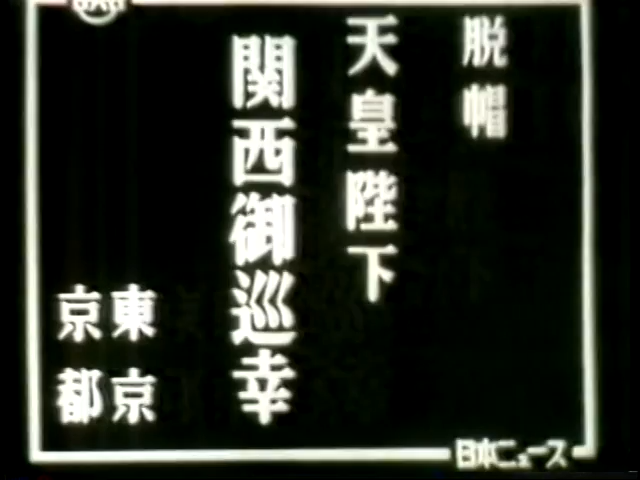 脱帽
天皇陛下
関西御巡幸
東京
京都
日本ニュース